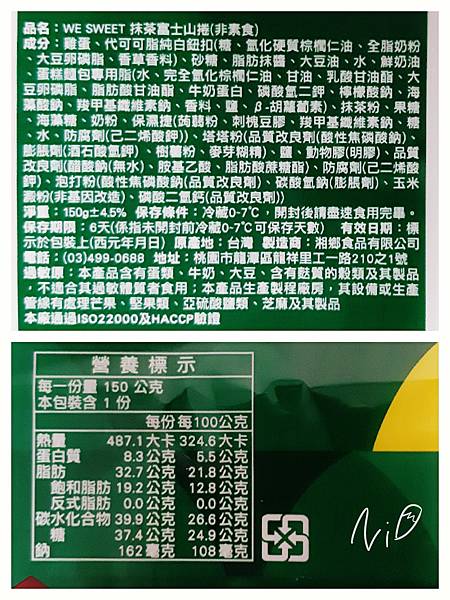 品名：WE SWEET 抹茶富士山捲(非素食)
成分：雞蛋、代可可脂純白鈕扣(糖、氫化硬質棕櫚仁油、全脂奶粉
、大豆卵磷脂、香草香料)、砂糖、脂肪抹醬、大豆油、水、鮮奶油
、蛋糕麵包專用脂(水、完全氫化棕櫚仁油、甘油、乳酸甘油酯、大
豆卵磷脂、脂肪酸甘油酯、牛奶蛋白、磷酸氫二鉀、檸檬酸鈉、海
藻酸鈉、羧甲基纖維素鈉、香料、鹽、β-胡蘿蔔素)、抹茶粉、果糖
、海藻糖、奶粉、保濕捷(蒟蒻粉、刺槐豆膠、羧甲基纖維素鈉、糖
、水、防腐劑(己二烯酸鉀))、塔塔粉(品質改良劑(酸性焦磷酸鈉)、
膨脹劑(酒石酸氫鉀)、樹薯粉、麥芽糊精)、鹽、動物膠(明膠)、品質
改良劑(醋酸鈉(無水)、胺基乙酸、脂肪酸蔗糖酯)、防腐劑(己二烯酸
鉀)、泡打粉(酸性焦磷酸鈉(品質改良劑)、碳酸氫鈉(膨脹劑)、玉米
澱粉(非基因改造)、磷酸二氫鈣(品質改良劑))
淨重：150g±4.5% 保存條件：冷藏0-7℃，開封後請盡速食用完畢。
保存期限：6天(係指未開封前冷藏0-7℃可保存天數) 有效日期：標
示於包裝上(西元年月日) 原產地：台灣 製造商：湘鄉食品有限公司
電話：(03)499-0688 地址：桃園市龍潭區龍祥里工一路210之1號
過敏原：本產品含有蛋類、牛奶、大豆、含有麩質的穀類及其製品
，不適合其過敏體質者食用；本產品生產製程廠房，其設備或生產
管線有處理芒果、堅果類、亞硫酸鹽類、芝麻及其製品
本廠通過ISO22000及HACCP驗證
營養標示
每一份量 150 公克
本包裝含 1 份
每份 每100公克
熱量 487.1大卡 324.6大卡
蛋白質 8.3公克 5.5公克
脂肪 32.7公克 21.8公克
飽和脂肪 19.2公克 12.8公克
反式脂肪 0.0公克 0.0公克
碳水化合物 39.9公克 26.6公克
糖 37.4公克 24.9公克
鈉 162毫克 108毫克